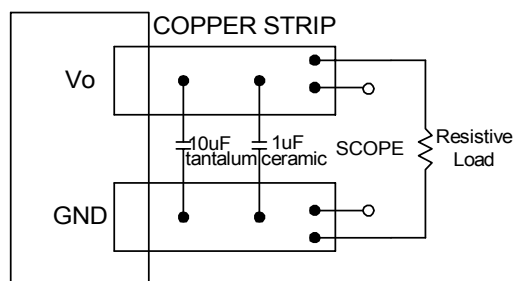 COPPER STRIP
Vo
10uF 1uF
tantalum ceramic
SCOPE
Resistive
Load
GND